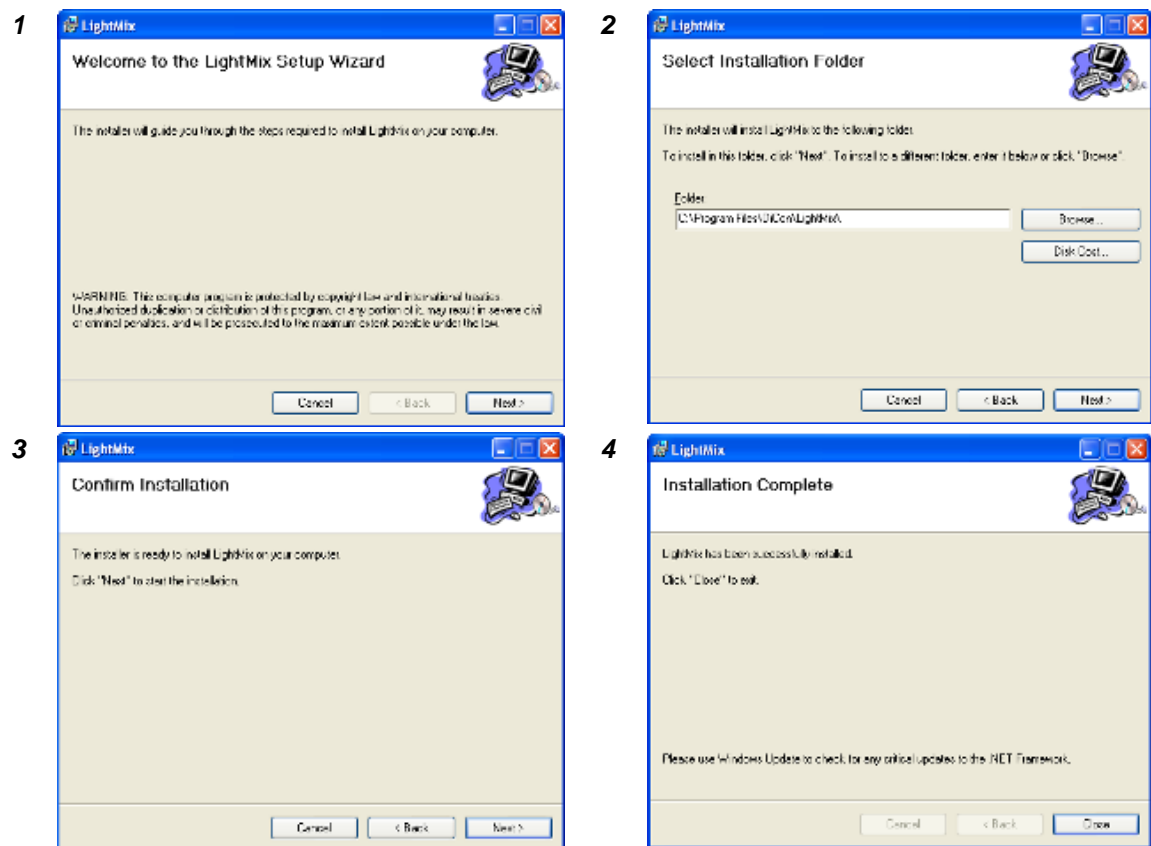 1
LightMix
Welcome to the LightMix Setup Wizard
The installer will guide you through the steps required to install LightMix on your computer.
WARNING: This computer program is protected by copyright law and international treaties.
Unauthorized duplication or distribution of this program, or any portion of it, may result in severe civil
or criminal penalties, and will be prosecuted to the maximum extent possible under the law.
Cancel
< Back
Next >
2
LightMix
Select Installation Folder
The installer will install LightMix to the following folder.
To install in this folder, click "Next". To install to a different folder, enter it below or click "Browse".
Folder:
C:\Program Files\DiCon\LightMix\
Browse...
Disk Cost...
Cancel
< Back
Next >
3
LightMix
Confirm Installation
The installer is ready to install LightMix on your computer.
Click "Next" to start the installation.
Cancel
< Back
Next >
4
LightMix
Installation Complete
LightMix has been successfully installed.
Click "Close" to exit.
Please use Windows Update to check for any critical updates to the .NET Framework.
Cancel
< Back
Close